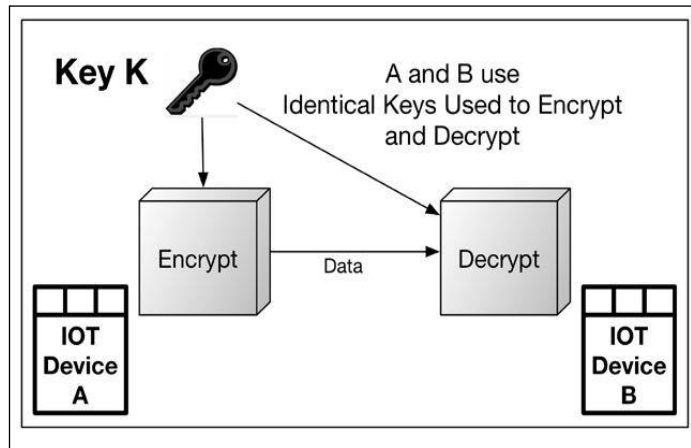 Key K
A and B use
Identical Keys Used to Encrypt
and Decrypt
Encrypt
Data
Decrypt
IOT
Device
A
IOT
Device
B